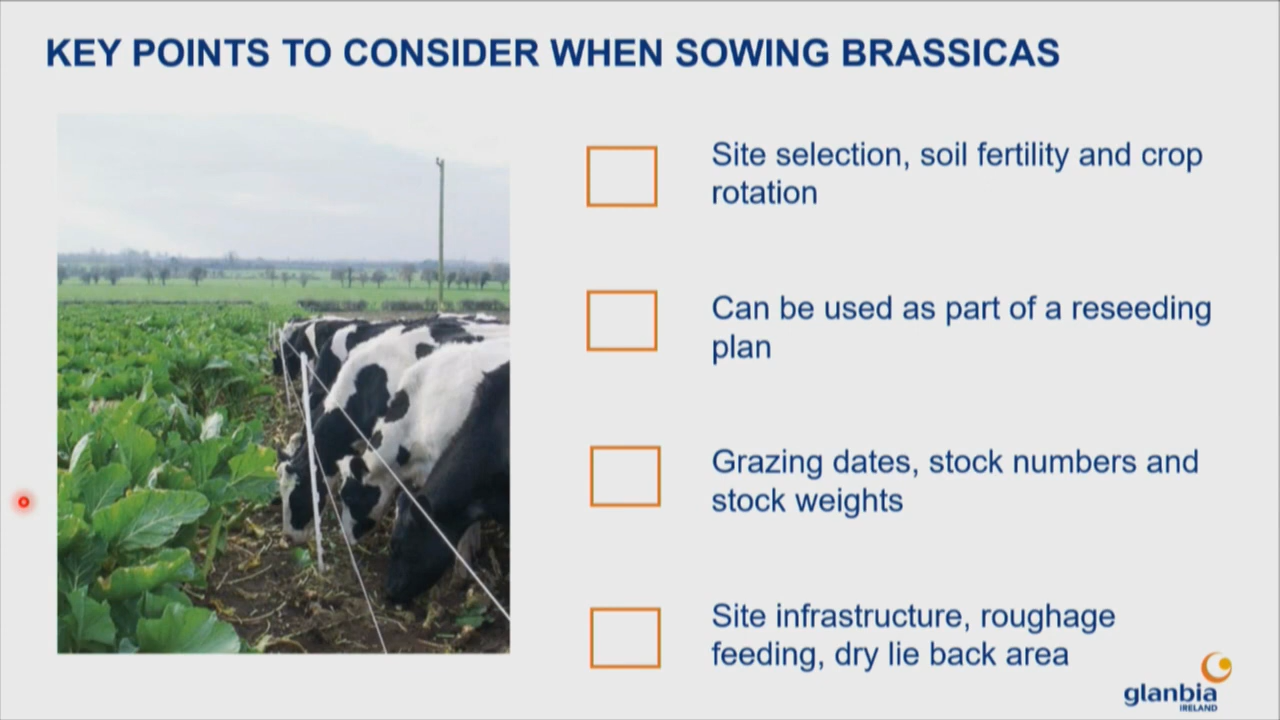 KEY POINTS TO CONSIDER WHEN SOWING BRASSICAS
Site selection, soil fertility and crop
rotation
Can be used as part of a reseeding
plan
Grazing dates, stock numbers and
stock weights
Site infrastructure, roughage
feeding, dry lie back area
glanbia
IRELAND